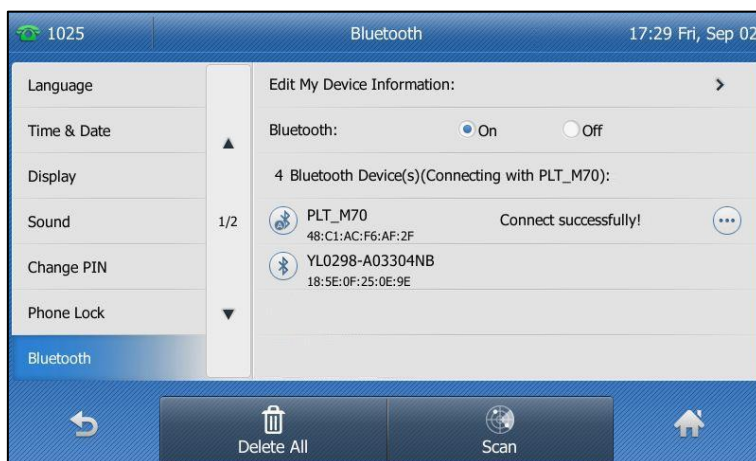 1025 Bluetooth 17:29 Fri, Sep 02
Language
Time & Date
Display
Sound
Change PIN
Phone Lock
Bluetooth
1/2
Edit My Device Information:
Bluetooth: On Off
4 Bluetooth Device(s)(Connecting with PLT_M70):
PLT_M70 Connect successfully!
48:C1:AC:F6:AF:2F
YL0298-A03304NB
18:5E:0F:25:0E:9E
Delete All Scan